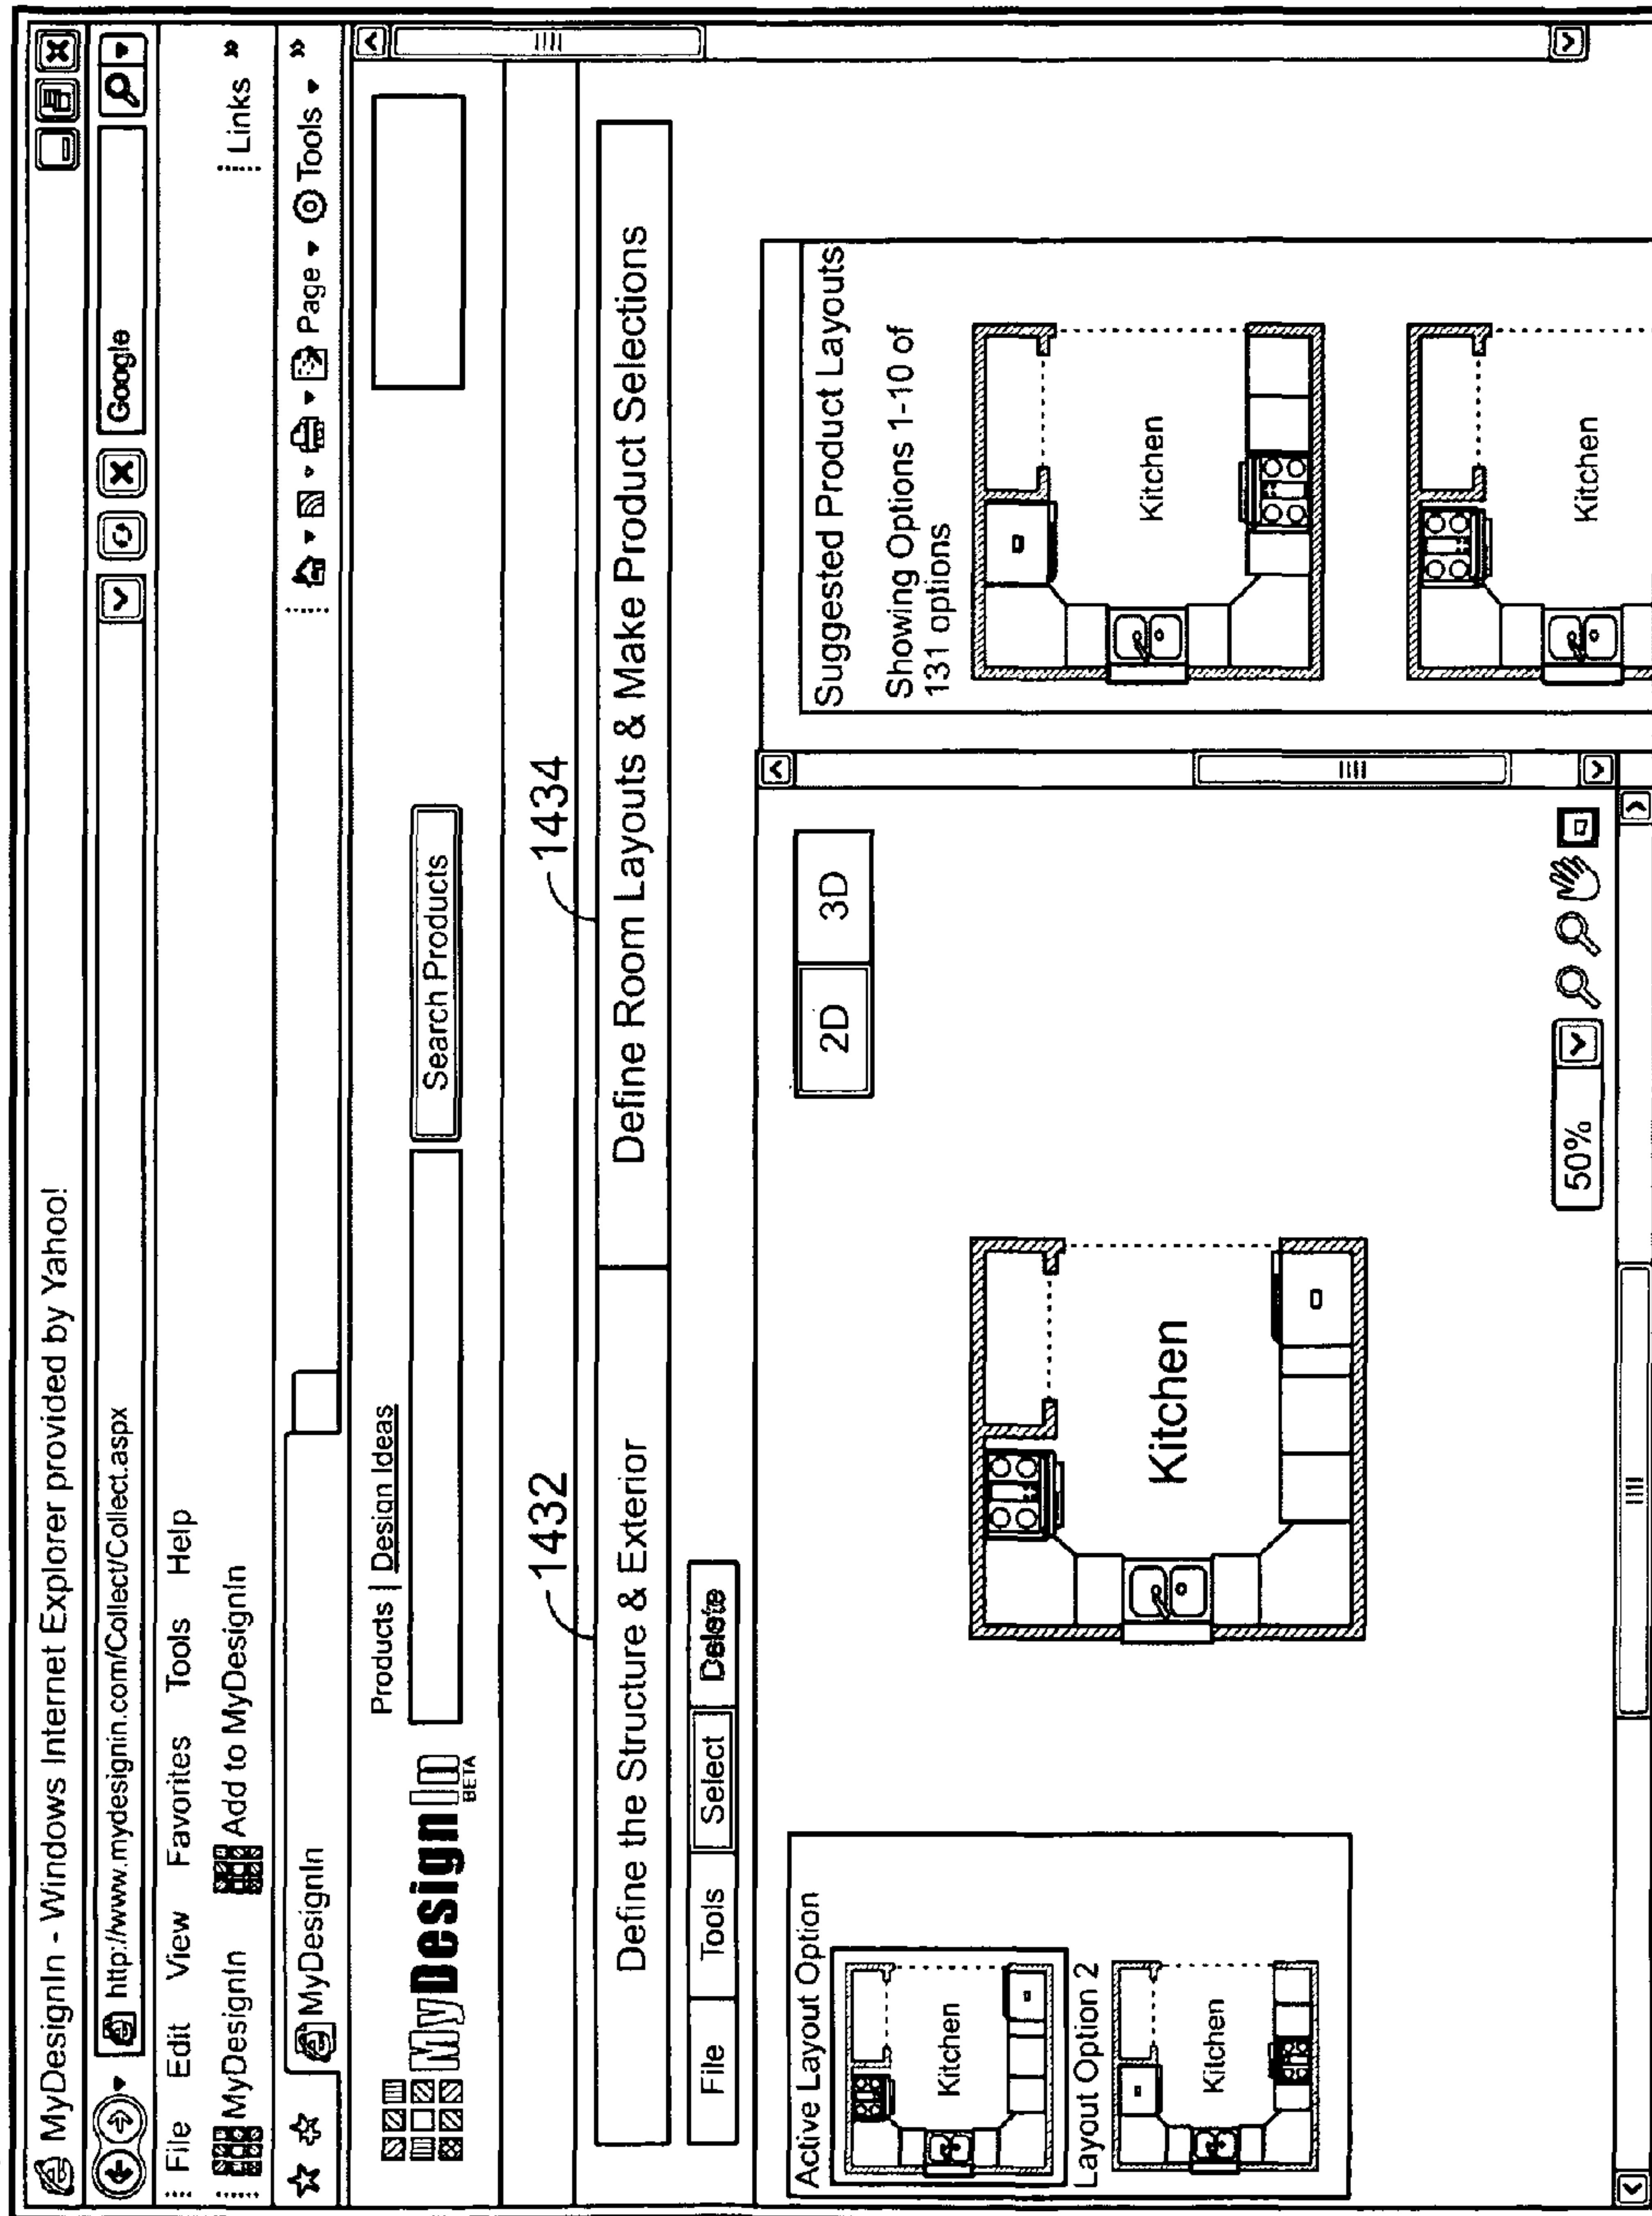 MyDesignIn - Windows Internet Explorer provided by Yahoo!
http://www.mydesignin.com/Collect/Collect.aspx
Google
File Edit View Favorites Tools Help
MyDesignIn Add to MyDesignIn Links »
MyDesignIn Page Tools »
Products | Design Ideas
MyDesignIn BETA
Search Products
1432 1434
Define the Structure & Exterior Define Room Layouts & Make Product Selections
File Tools Select Delete
Active Layout Option
Kitchen
Layout Option 2
Kitchen
2D 3D
Kitchen
50%
Suggested Product Layouts
Showing Options 1-10 of
131 options
Kitchen
Kitchen